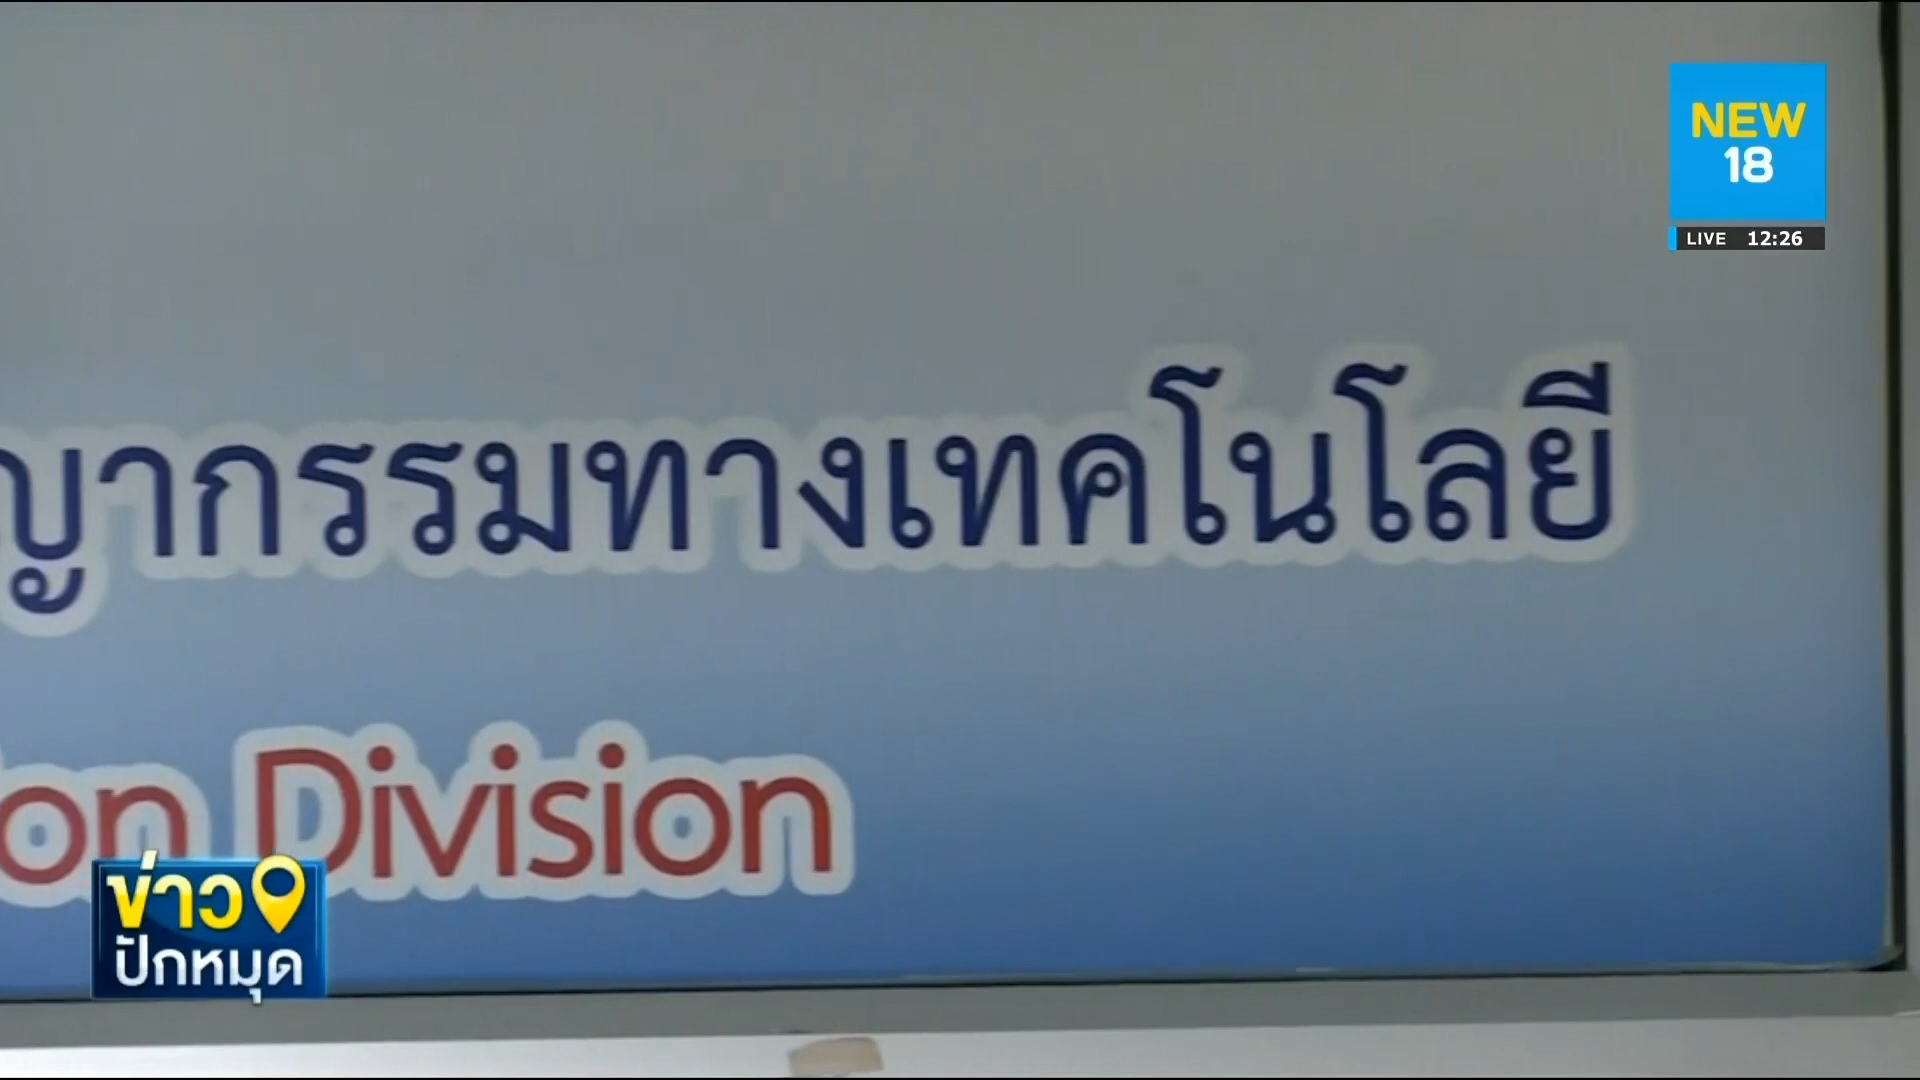 NEW
18
LIVE 12:26
ญากรรมทางเทคโนโลยี
on Division
ข่าว
ปักหมุด